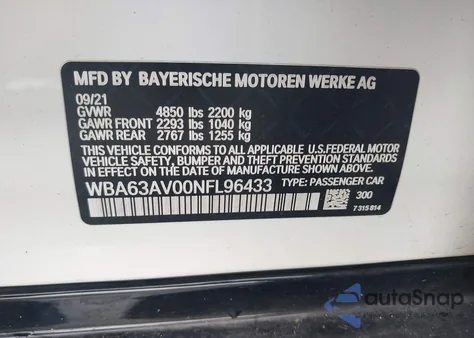 MFD BY BAYERISCHE MOTOREN WERKE AG
09/21
GVWR 4850 lbs 2200 kg
GAWR FRONT 2293 lbs 1040 kg
GAWR REAR 2767 lbs 1255 kg
THIS VEHICLE CONFORMS TO ALL APPLICABLE U.S.FEDERAL MOTOR
VEHICLE SAFETY, BUMPER AND THEFT PREVENTION STANDARDS
IN EFFECT ON THE DATE OF MANUFACTURE SHOWN ABOVE.
WBA63AV00NFL96433 TYPE: PASSENGER CAR
300
7315814
autoSnap